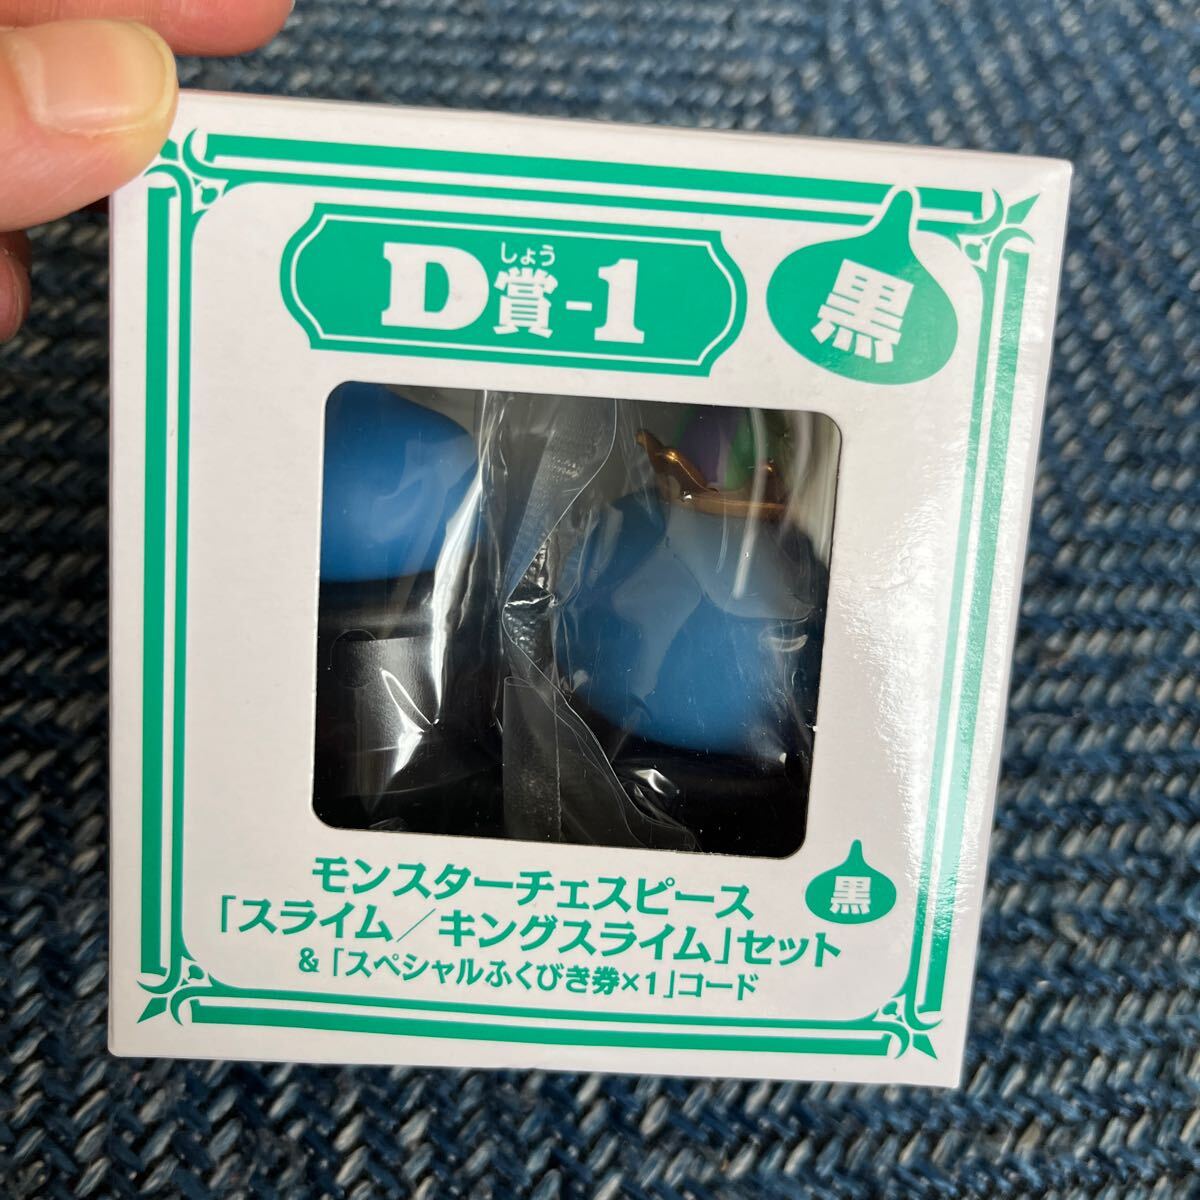 しょう
D賞-1
黒
モンスターチェスピース
「スライム／キングスライム」セット
黒
&「スペシャルふくびき券×1」コード